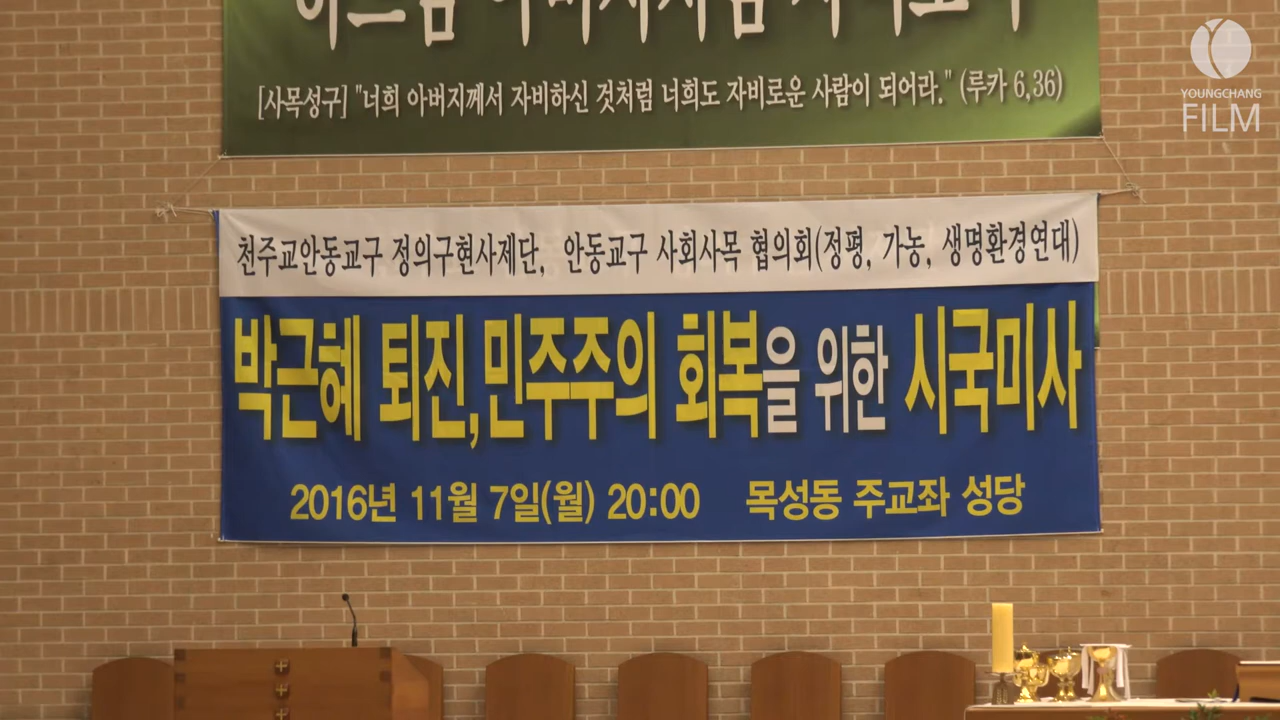 [사목성구] "너희 아버지께서 자비하신 것처럼 너희도 자비로운 사람이 되어라." (루카 6,36)
YOUNGCHANG
FILM
천주교안동교구 정의구현사제단, 안동교구 사회사목 협의회(정평, 가농, 생명환경연대)
박근혜 퇴진,민주주의 회복을 위한 시국미사
2016년 11월 7일(월) 20:00 목성동 주교좌 성당